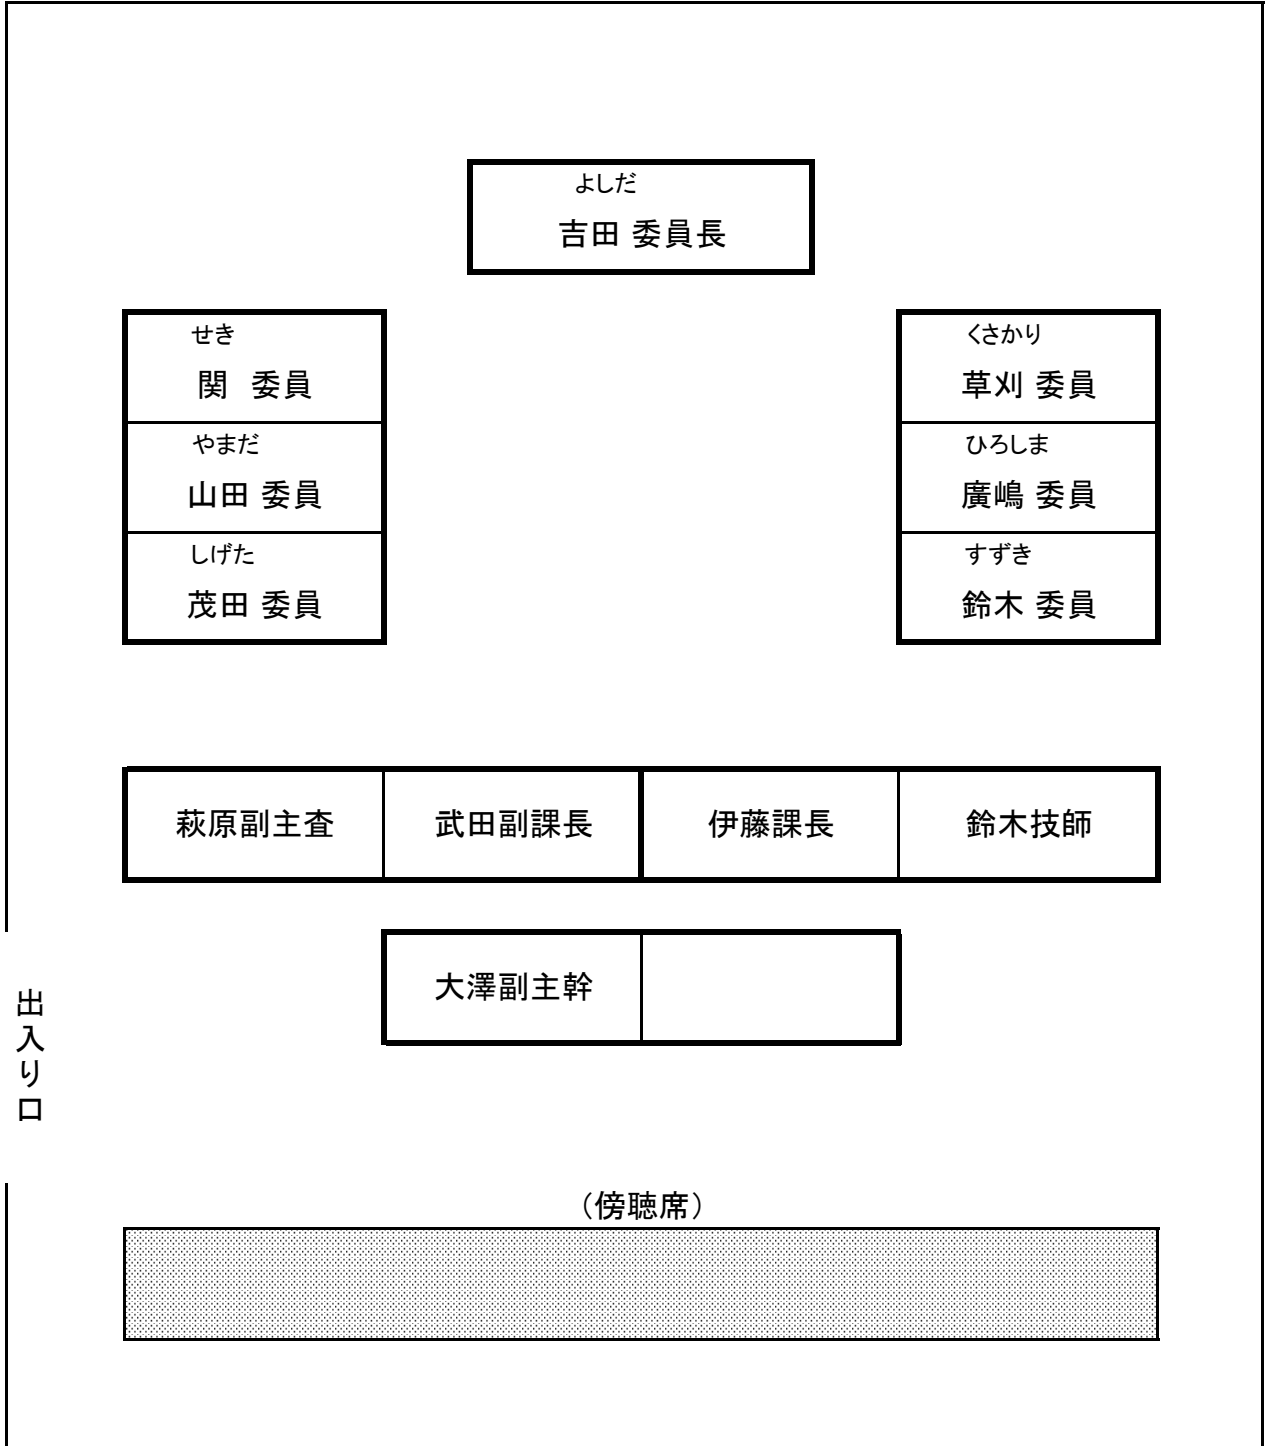 よしだ
吉田 委員長
せき
関 委員
やまだ
山田 委員
しげた
茂田 委員
くさかり
草刈 委員
ひろしま
廣嶋 委員
すずき
鈴木 委員
萩原副主査
武田副課長
伊藤課長
鈴木技師
大澤副主幹
出入り口
（傍聴席）